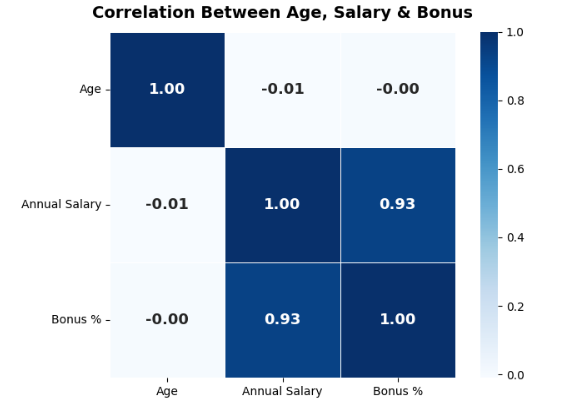 Correlation Between Age, Salary & Bonus
Age
1.00 -0.01 -0.00
Annual Salary
-0.01 1.00 0.93
Bonus %
-0.00 0.93 1.00
Age Annual Salary Bonus %
1.0
0.8
0.6
0.4
0.2
0.0